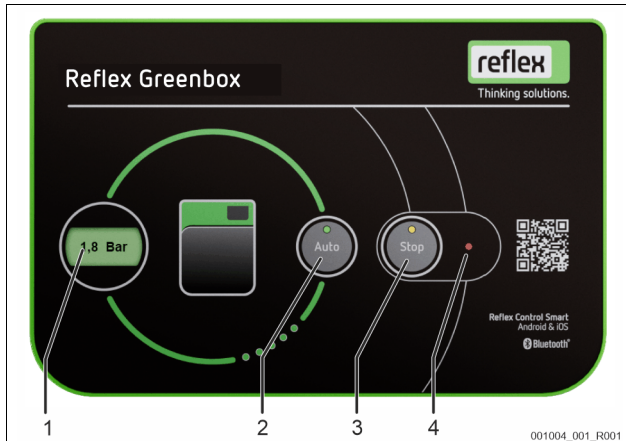 reflex
Thinking solutions.
Reflex Greenbox
1,8 Bar
Auto
Stop
Reflex Control Smart
Android & iOS
Bluetooth®
1
2
3
4
001004_001_R001